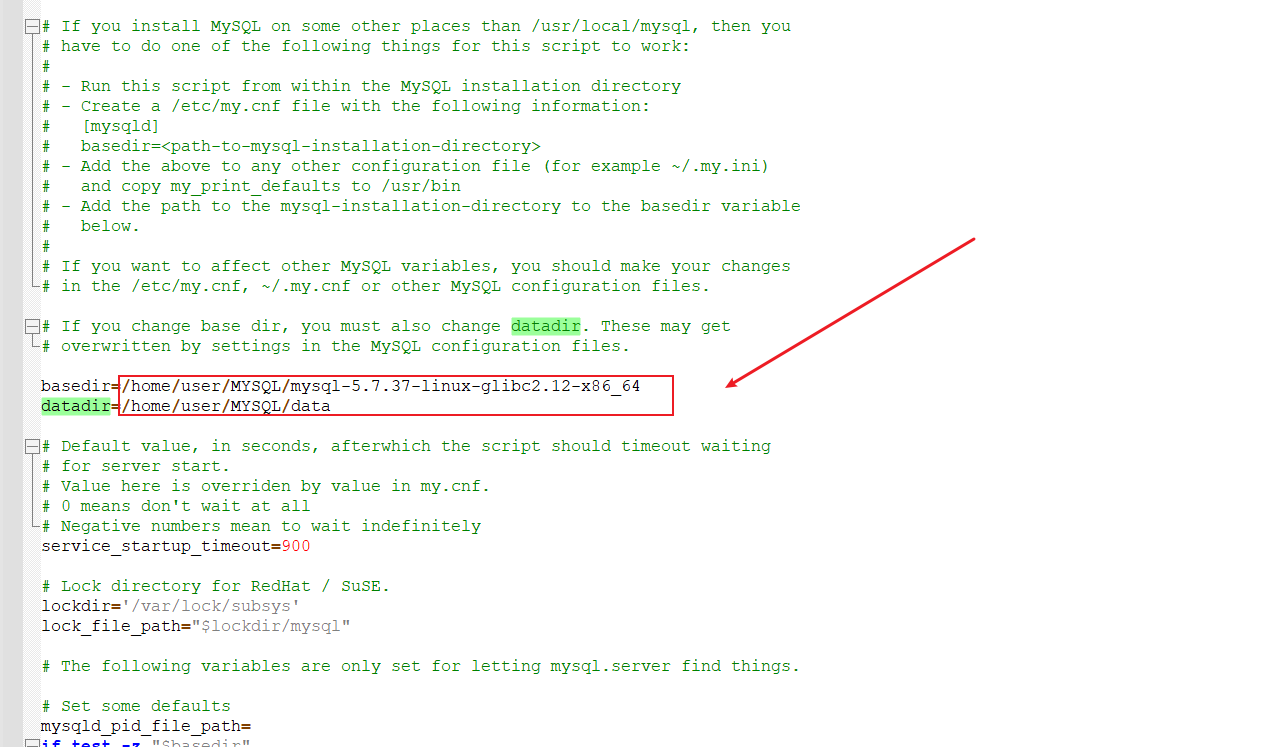 # If you install MySQL on some other places than /usr/local/mysql, then you
# have to do one of the following things for this script to work:
#
# - Run this script from within the MySQL installation directory
# - Create a /etc/my.cnf file with the following information:
#   [mysqld]
#   basedir=<path-to-mysql-installation-directory>
# - Add the above to any other configuration file (for example ~/.my.ini)
#   and copy my_print_defaults to /usr/bin
# - Add the path to the mysql-installation-directory to the basedir variable
#   below.
#
# If you want to affect other MySQL variables, you should make your changes
# in the /etc/my.cnf, ~/.my.cnf or other MySQL configuration files.

# If you change base dir, you must also change datadir. These may get
# overwritten by settings in the MySQL configuration files.

basedir=/home/user/MYSQL/mysql-5.7.37-linux-glibc2.12-x86_64
datadir=/home/user/MYSQL/data

# Default value, in seconds, afterwhich the script should timeout waiting
# for server start.
# Value here is overriden by value in my.cnf.
# 0 means don't wait at all
# Negative numbers mean to wait indefinitely
service_startup_timeout=900

# Lock directory for RedHat / SuSE.
lockdir='/var/lock/subsys'
lock_file_path="$lockdir/mysql"

# The following variables are only set for letting mysql.server find things.

# Set some defaults
mysqld_pid_file_path=
if test -z "$basedir"